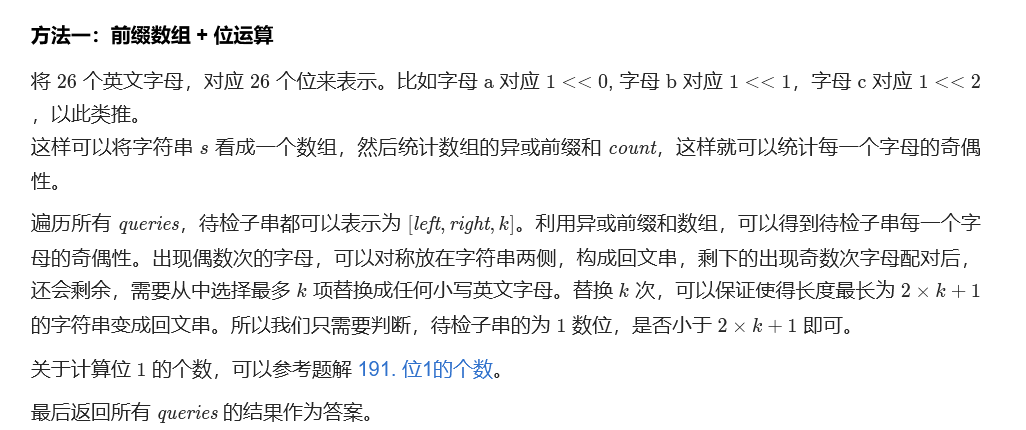 方法一：前缀数组 + 位运算
将 26 个英文字母，对应 26 个位来表示。比如字母 a 对应 1 << 0, 字母 b 对应 1 << 1，字母 c 对应 1 << 2
，以此类推。
这样可以将字符串 s 看成一个数组，然后统计数组的异或前缀和 count，这样就可以统计每一个字母的奇偶
性。
遍历所有 queries，待检子串都可以表示为 [left, right, k]。利用异或前缀和数组，可以得到待检子串每一个字
母的奇偶性。出现偶数次的字母，可以对称放在字符串两侧，构成回文串，剩下的出现奇数次字母配对后，
还会剩余，需要从中选择最多 k 项替换成任何小写英文字母。替换 k 次，可以保证使得长度最长为 2 × k + 1
的字符串变成回文串。所以我们只需要判断，待检子串的为 1 数位，是否小于 2 × k + 1 即可。
关于计算位 1 的个数，可以参考题解 191. 位1的个数。
最后返回所有 queries 的结果作为答案。